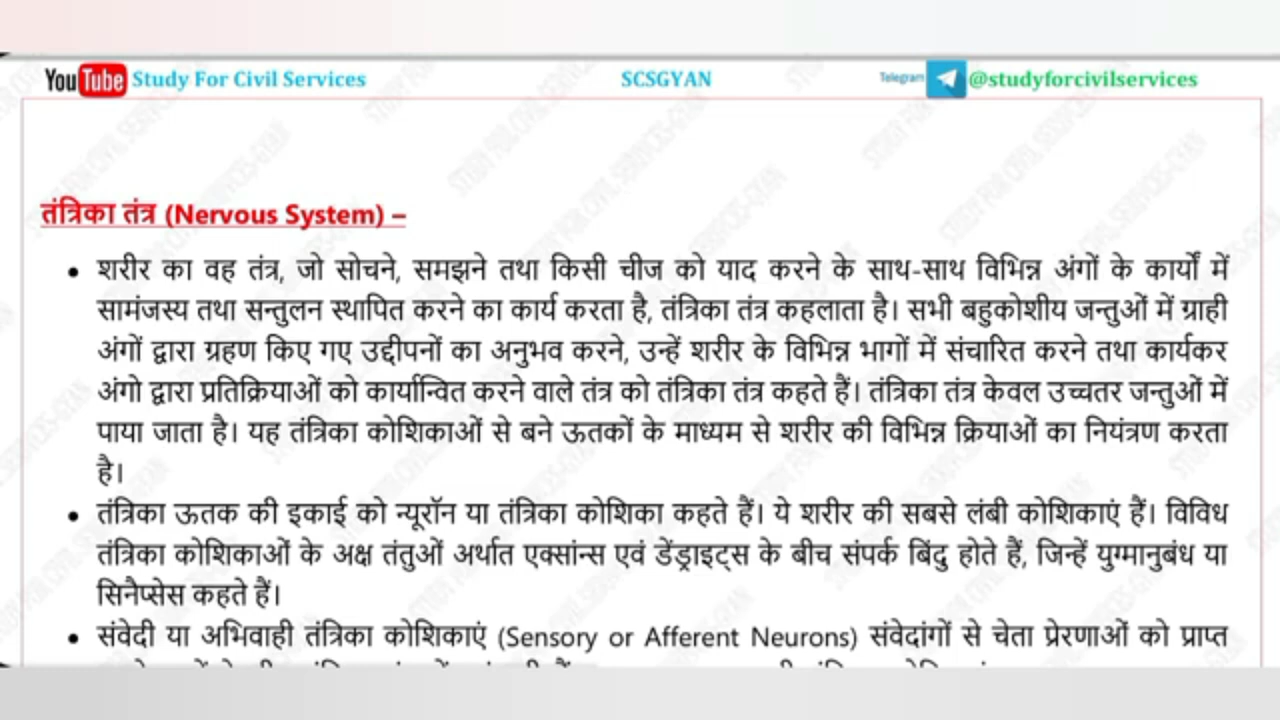 YouTube Study For Civil Services SCSGYAN Telegram @studyforcivilservices
तंत्रिका तंत्र (Nervous System) –
• शरीर का वह तंत्र, जो सोचने, समझने तथा किसी चीज को याद करने के साथ-साथ विभिन्न अंगों के कार्यों में
सामंजस्य तथा सन्तुलन स्थापित करने का कार्य करता है, तंत्रिका तंत्र कहलाता है। सभी बहुकोशीय जन्तुओं में ग्राही
अंगों द्वारा ग्रहण किए गए उद्दीपनों का अनुभव करने, उन्हें शरीर के विभिन्न भागों में संचारित करने तथा कार्यकर
अंगो द्वारा प्रतिक्रियाओं को कार्यान्वित करने वाले तंत्र को तंत्रिका तंत्र कहते हैं। तंत्रिका तंत्र केवल उच्चतर जन्तुओं में
पाया जाता है। यह तंत्रिका कोशिकाओं से बने ऊतकों के माध्यम से शरीर की विभिन्न क्रियाओं का नियंत्रण करता
है।
• तंत्रिका ऊतक की इकाई को न्यूरॉन या तंत्रिका कोशिका कहते हैं। ये शरीर की सबसे लंबी कोशिकाएं हैं। विविध
तंत्रिका कोशिकाओं के अक्ष तंतुओं अर्थात एक्सांन्स एवं डेंड्राइट्स के बीच संपर्क बिंदु होते हैं, जिन्हें युग्मानुबंध या
सिनैप्सेस कहते हैं।
• संवेदी या अभिवाही तंत्रिका कोशिकाएं (Sensory or Afferent Neurons) संवेदांगों से चेता प्रेरणाओं को प्राप्त